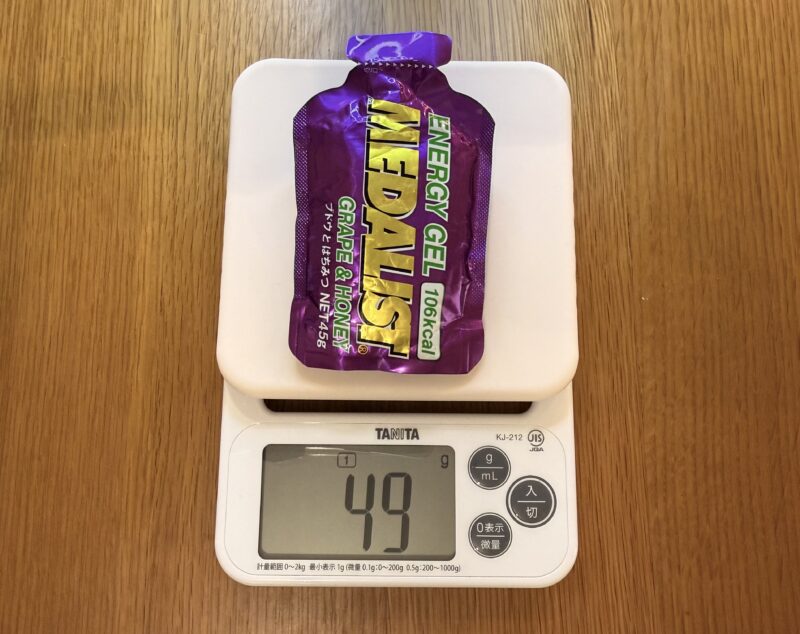 ENERGY GEL 106kcal
MEDALIST®
GRAPE & HONEY
ブドウとはちみつ NET45g
TANITA
KJ-212
JIS
JQA
1
g
49
g
mL
入
切
0表示
微量
計量範囲 0～2kg 最小表示 1g (微量 0.1g:0～200g 0.5g:200～1000g)